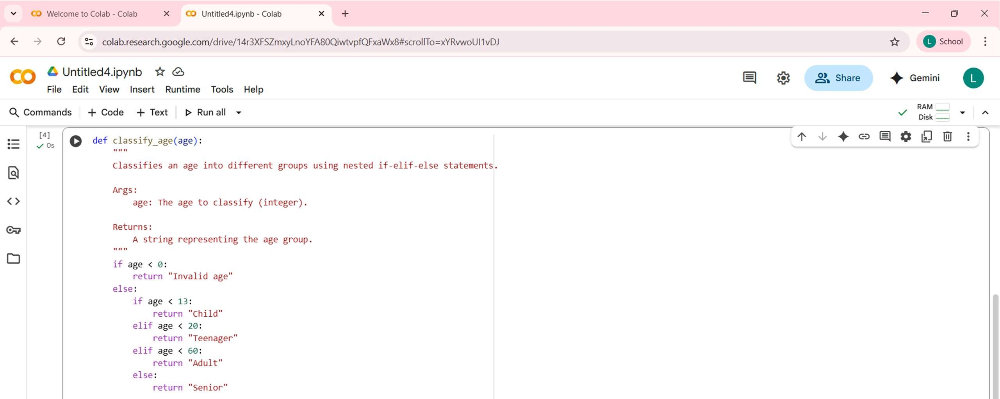 Welcome to Colab - Colab
Untitled4.ipynb - Colab
colab.research.google.com/drive/14r3XFSZmxyLnoYFA80QiwtvpfQFxaWx8#scrollTo=xYRvwoUI1vDJ
L School
Untitled4.ipynb
File Edit View Insert Runtime Tools Help
Share
Gemini
L
Commands + Code + Text Run all
RAM
Disk
[4]
0s
def classify_age(age):
    """
    Classifies an age into different groups using nested if-elif-else statements.

    Args:
        age: The age to classify (integer).

    Returns:
        A string representing the age group.
    """
    if age < 0:
        return "Invalid age"
    else:
        if age < 13:
            return "Child"
        elif age < 20:
            return "Teenager"
        elif age < 60:
            return "Adult"
        else:
            return "Senior"